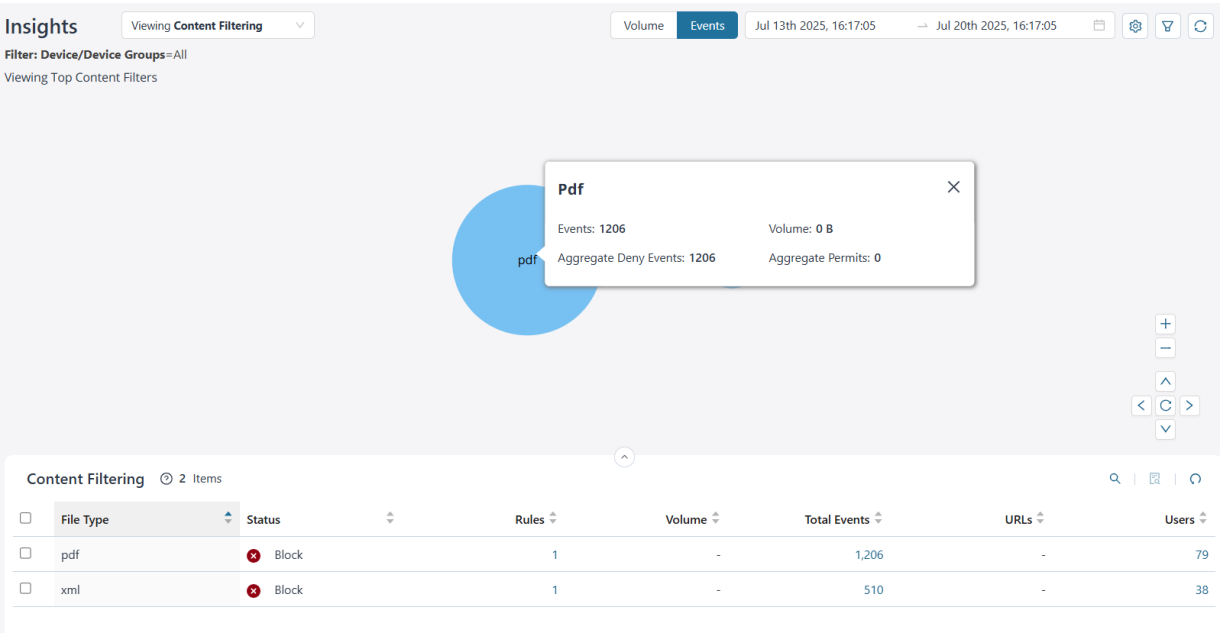 Insights
Viewing Content Filtering
Volume
Events
Jul 13th 2025, 16:17:05
Jul 20th 2025, 16:17:05
Filter: Device/Device Groups=All
Viewing Top Content Filters
Pdf
Events: 1206
Volume: 0 B
Aggregate Deny Events: 1206
Aggregate Permits: 0
pdf
Content Filtering
2 Items
File Type Status Rules Volume Total Events URLs Users
pdf Block 1 - 1,206 - 79
xml Block 1 - 510 - 38